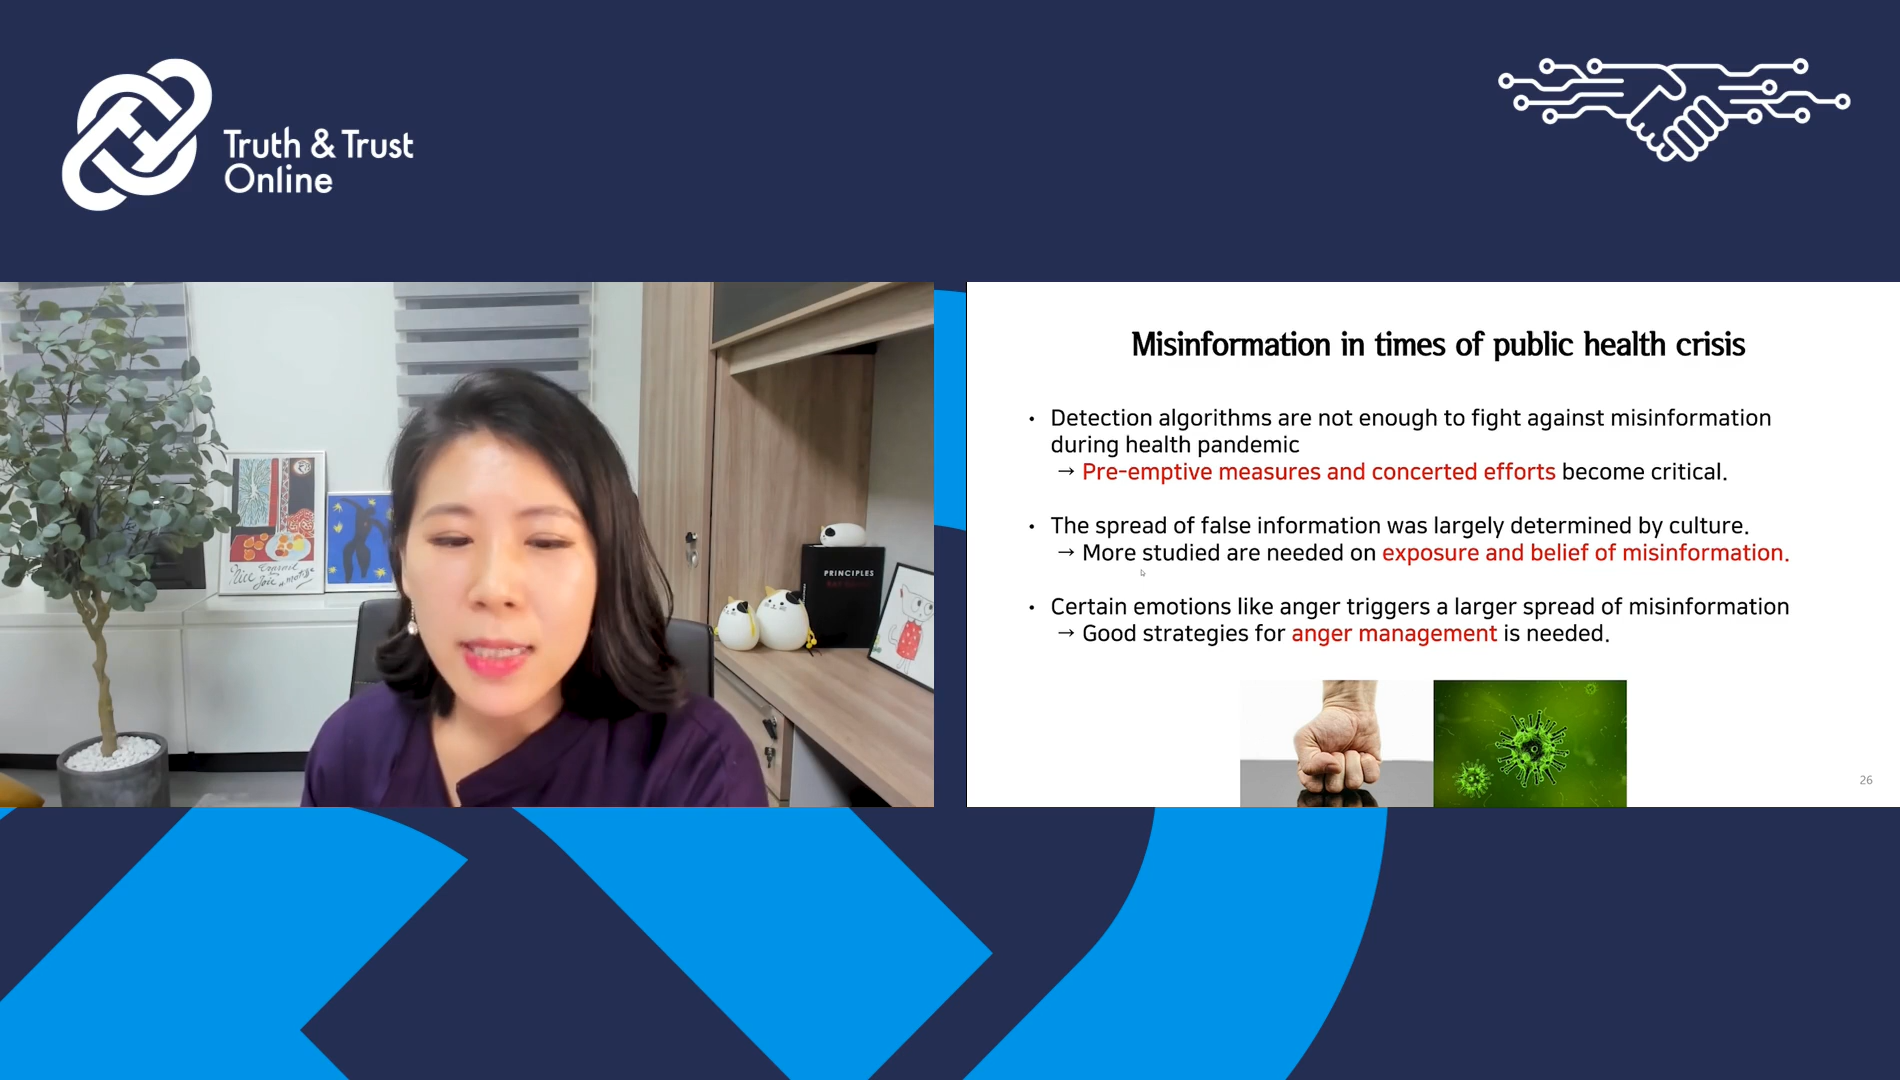 Truth & Trust
Online
Misinformation in times of public health crisis
• Detection algorithms are not enough to fight against misinformation
during health pandemic
→ Pre-emptive measures and concerted efforts become critical.
• The spread of false information was largely determined by culture.
→ More studied are needed on exposure and belief of misinformation.
• Certain emotions like anger triggers a larger spread of misinformation
→ Good strategies for anger management is needed.
26
PRINCIPLES
Nice
Travail
Joie